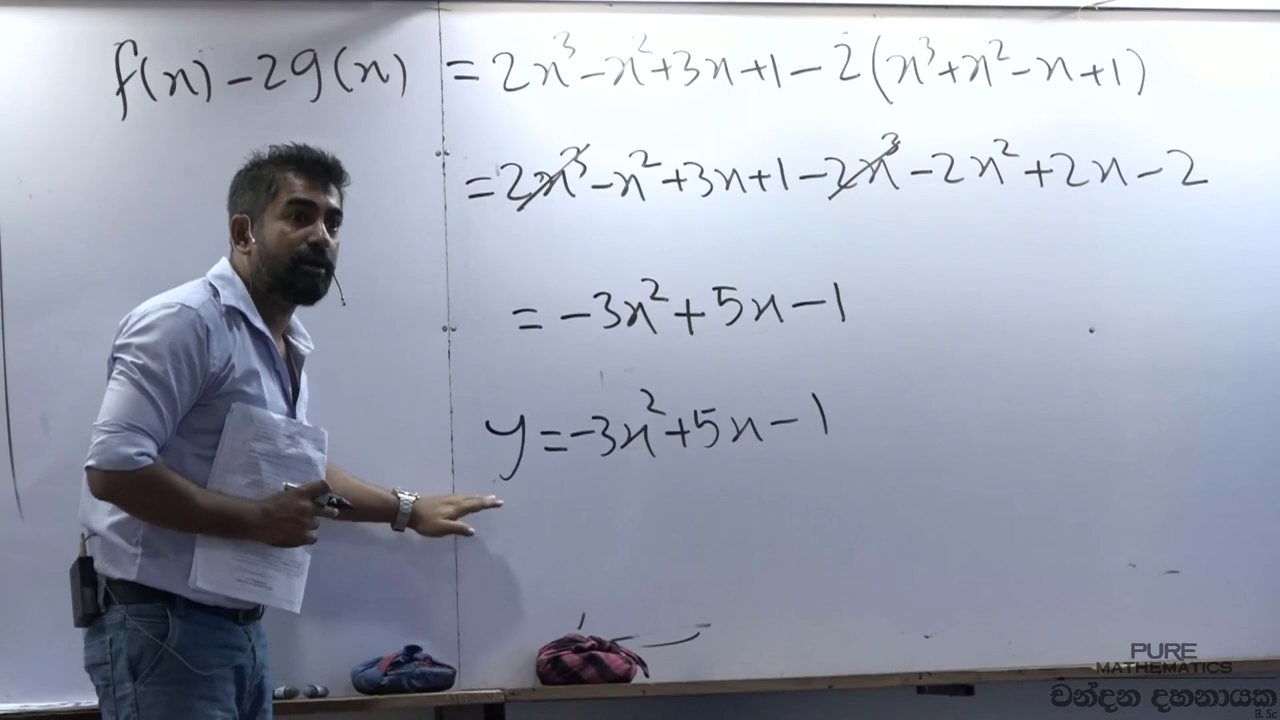 f(x) - 2g(x) = 2x³ - x² + 3x + 1 - 2(x³ + x² - x + 1)
= 2x³ - x² + 3x + 1 - 2x³ - 2x² + 2x - 2
= -3x² + 5x - 1
y = -3x² + 5x - 1
PURE
MATHEMATICS
චන්දන දහනායක
B.Sc